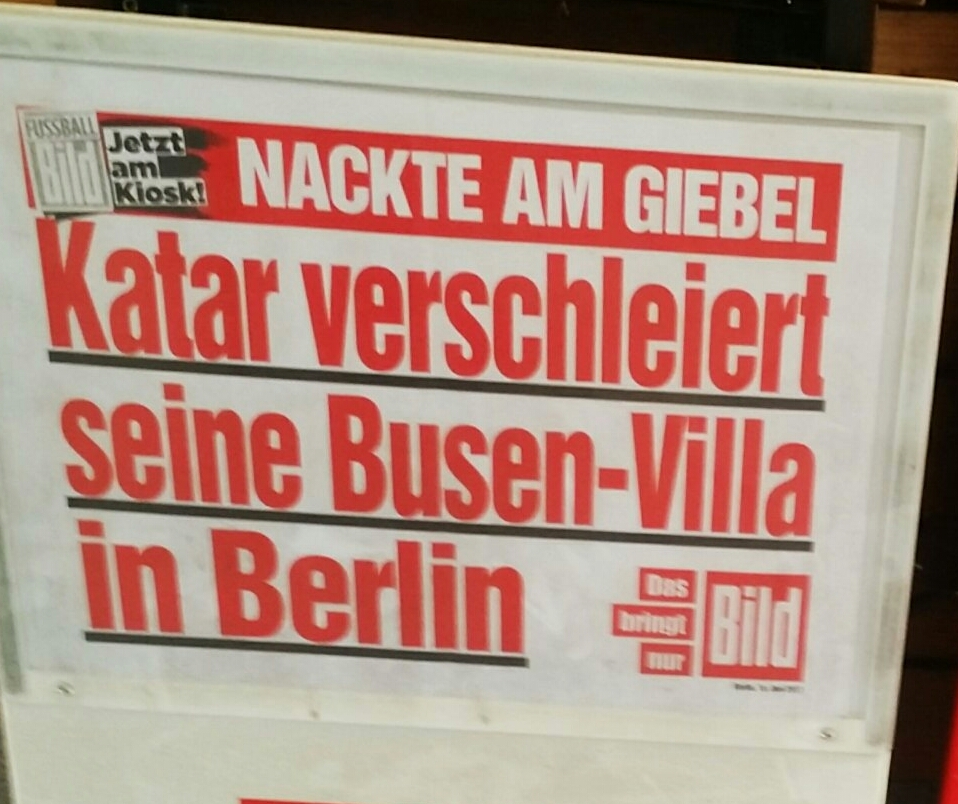 FUSSBALL
Bild
Jetzt
am
Kiosk!
NACKTE AM GIEBEL
Katar verschleiert
seine Busen-Villa
in Berlin
Das
bringt
nur
Bild